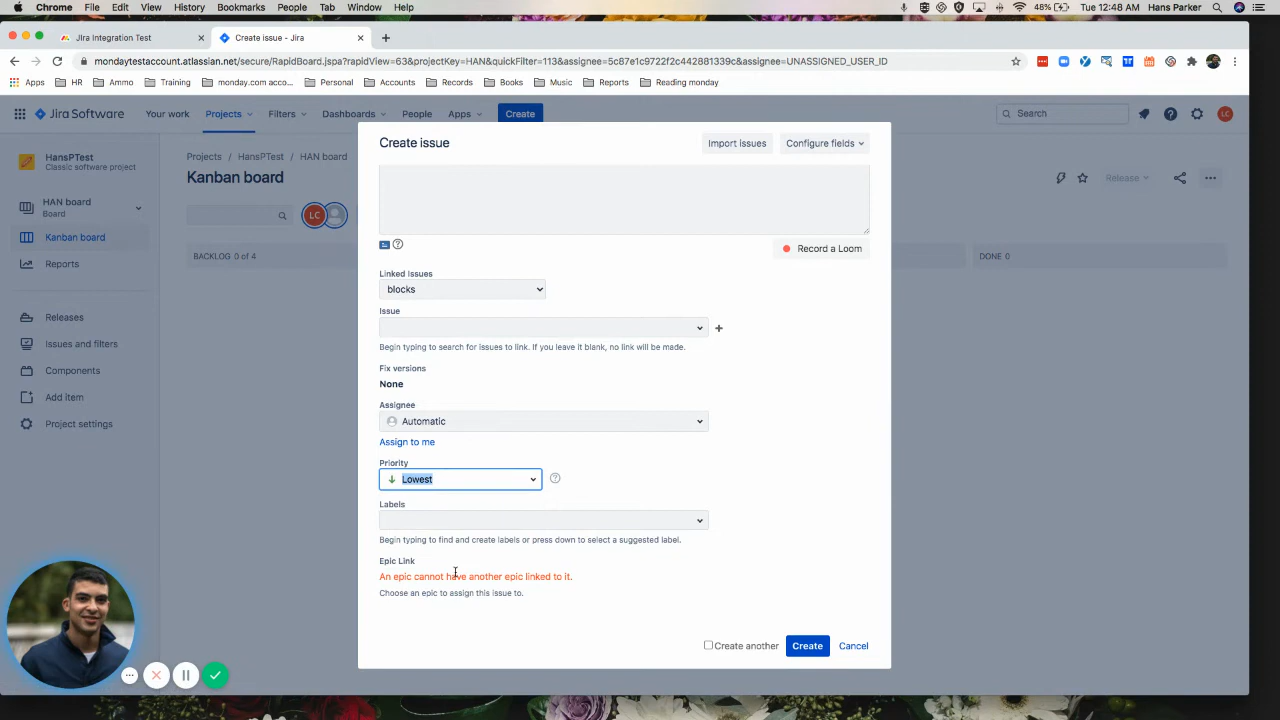 Chrome File Edit View History Bookmarks People Tab Window Help
48% Tue 12:48 AM Hans Parker
Jira Integration Test
Create issue - Jira
mondaytestaccount.atlassian.net/secure/RapidBoard.jspa?rapidView=63&projectKey=HAN&quickFilter=113&assignee=5c87e1c9722f2c442881339c&assignee=UNASSIGNED_USER_ID
Apps HR Ammo Training monday.com acco... Personal Accounts Records Books Music Reports Reading monday
Jira Software Your work Projects Filters Dashboards People Apps Create Search LC
HansPTest
Classic software project
HAN board
Board
Kanban board
Reports
Releases
Issues and filters
Components
Add item
Project settings
Projects / HansPTest / HAN board
Kanban board
Release
LC
BACKLOG 0 of 4
DONE 0
Create issue
Import issues
Configure fields
Record a Loom
Linked Issues
blocks
Issue
Begin typing to search for issues to link. If you leave it blank, no link will be made.
Fix versions
None
Assignee
Automatic
Assign to me
Priority
Lowest
Labels
Begin typing to find and create labels or press down to select a suggested label.
Epic Link
An epic cannot have another epic linked to it.
Choose an epic to assign this issue to.
Create another
Create
Cancel